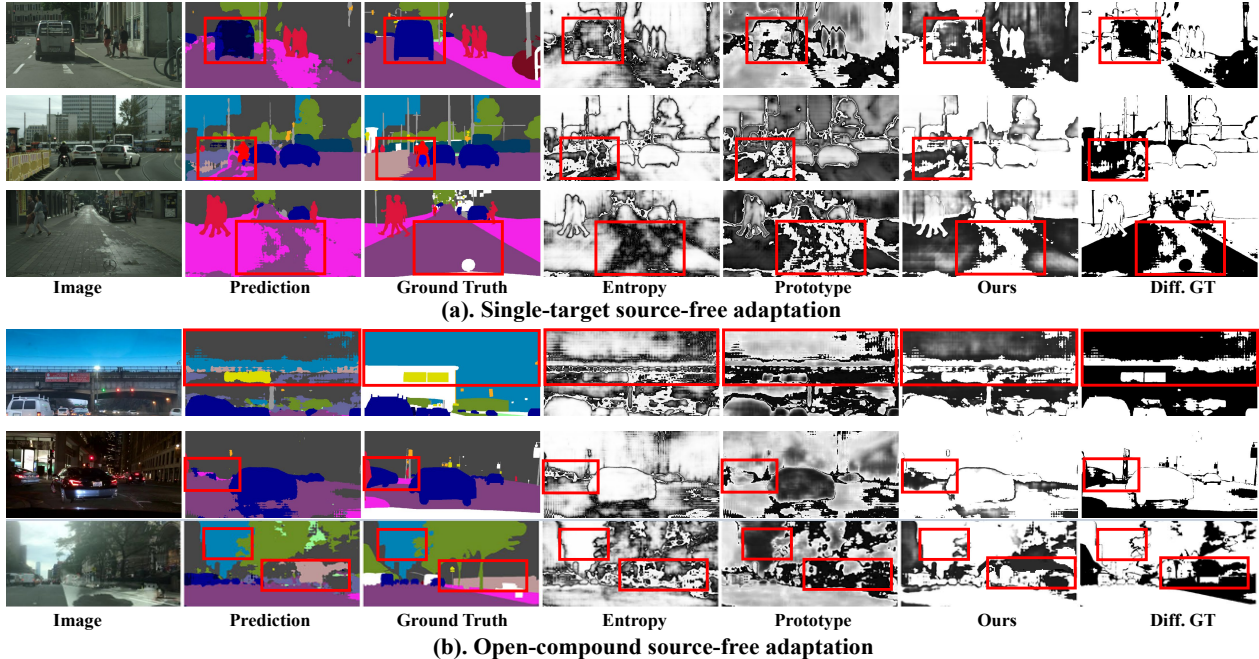 Image Prediction Ground Truth Entropy Prototype Ours Diff. GT
(a). Single-target source-free adaptation
Image Prediction Ground Truth Entropy Prototype Ours Diff. GT
(b). Open-compound source-free adaptation